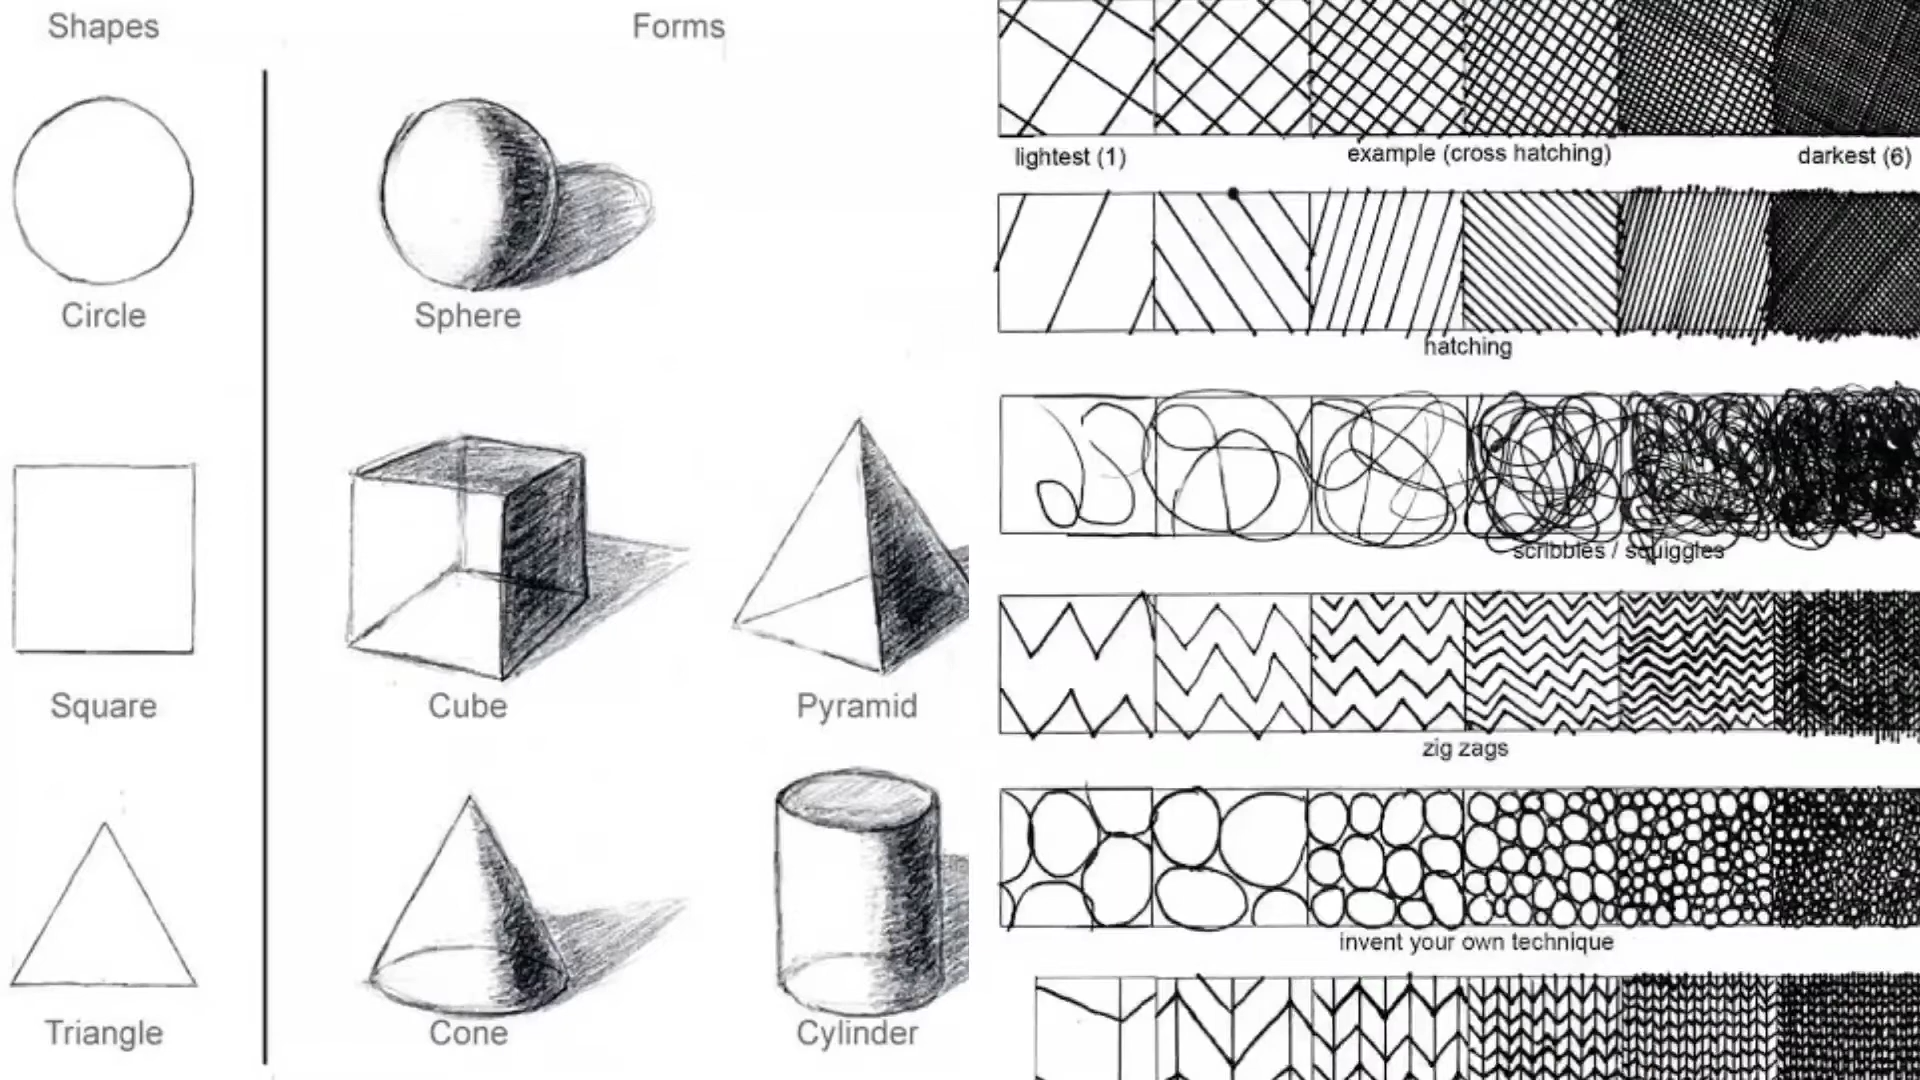 Shapes
Forms
Circle
Sphere
Square
Cube
Pyramid
Triangle
Cone
Cylinder
lightest (1)
example (cross hatching)
darkest (6)
hatching
scribbles / squiggles
zig zags
invent your own technique